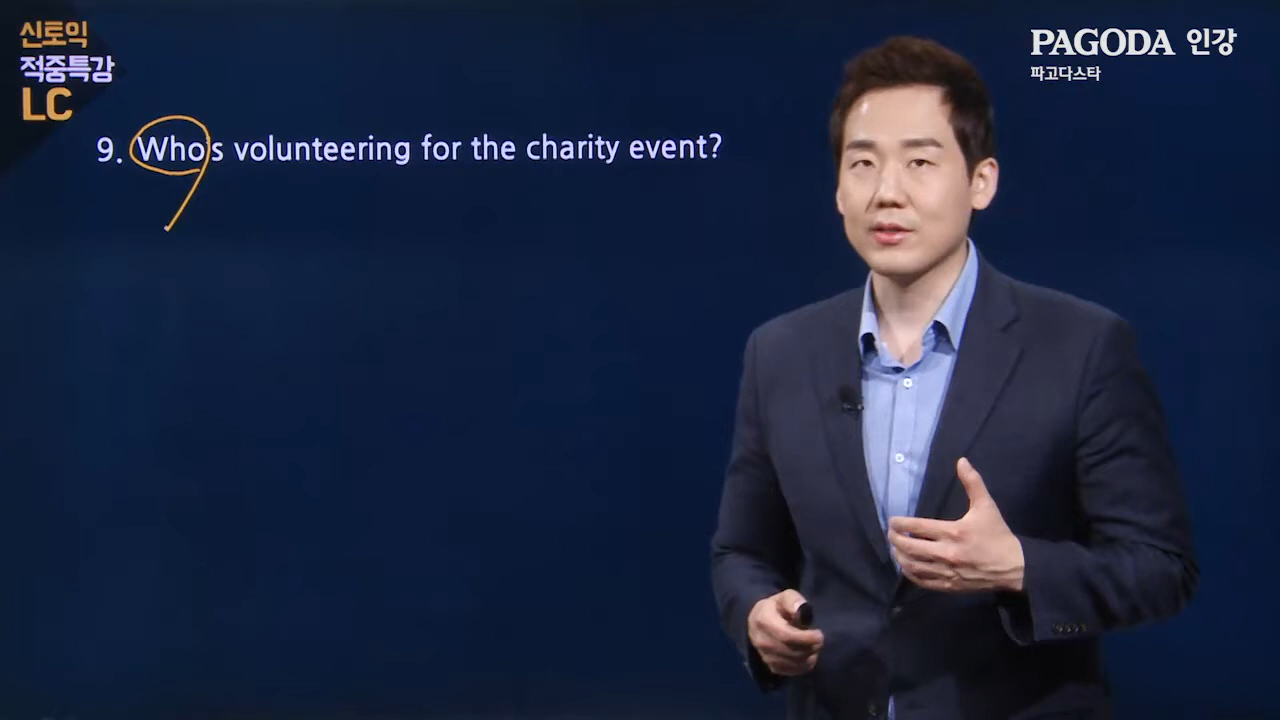 신토익
적중특강
LC
PAGODA 인강
파고다스타
9. Who's volunteering for the charity event?